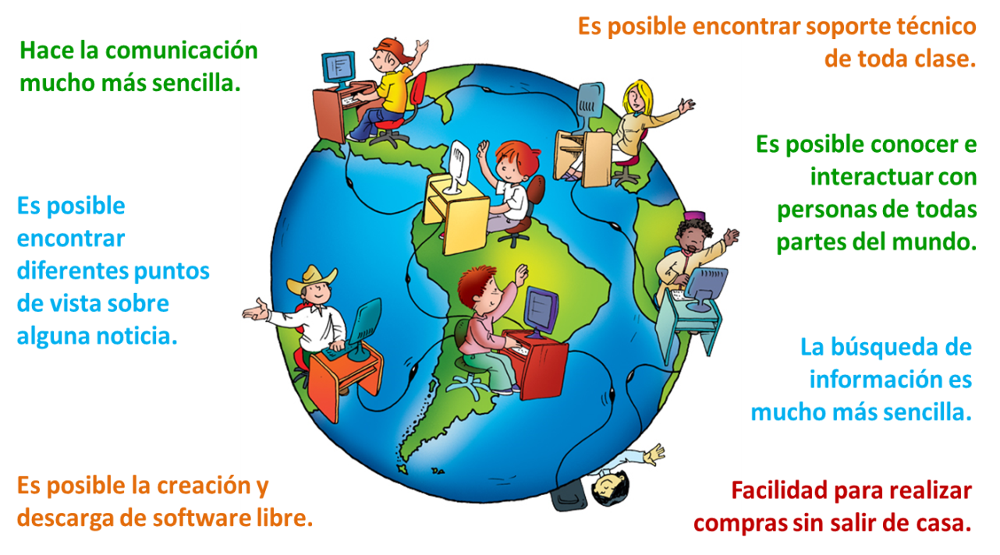 Hace la comunicación
mucho más sencilla.
Es posible
encontrar
diferentes puntos
de vista sobre
alguna noticia.
Es posible la creación y
descarga de software libre.
Es posible encontrar soporte técnico
de toda clase.
Es posible conocer e
interactuar con
personas de todas
partes del mundo.
La búsqueda de
información es
mucho más sencilla.
Facilidad para realizar
compras sin salir de casa.